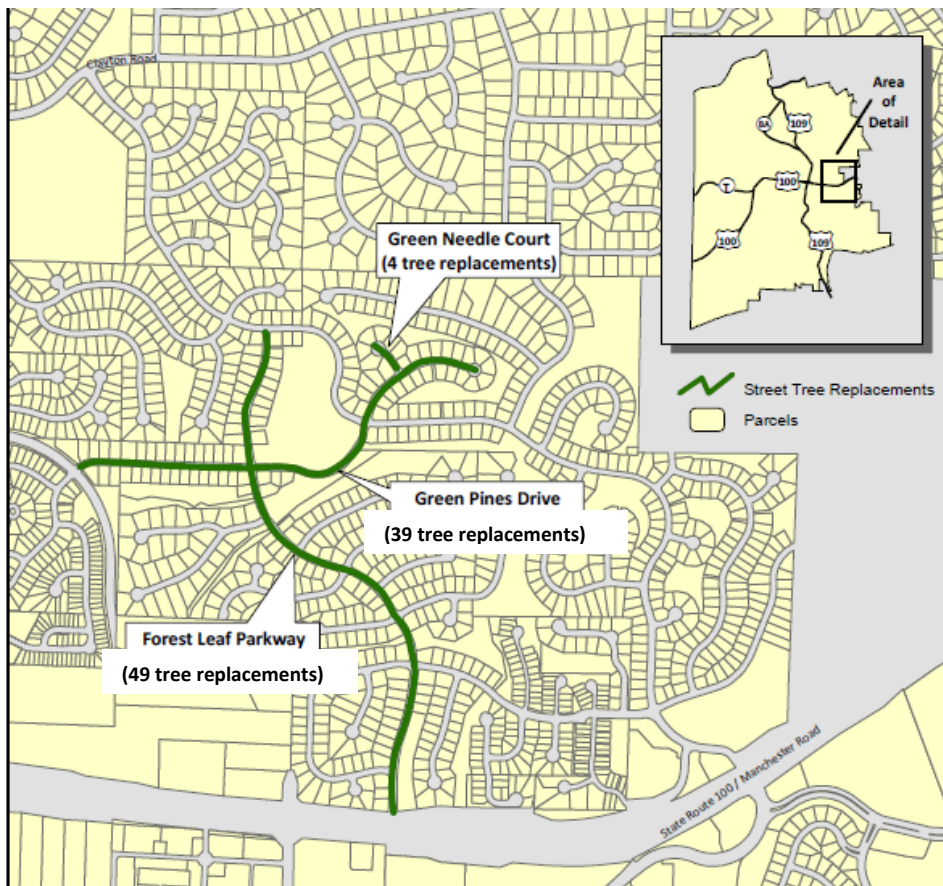 Clayton Road
Area
of
Detail
BA
109
100
T
100
109
Green Needle Court
(4 tree replacements)
Street Tree Replacements
Parcels
Green Pines Drive
(39 tree replacements)
Forest Leaf Parkway
(49 tree replacements)
State Route 100 / Manchester Road